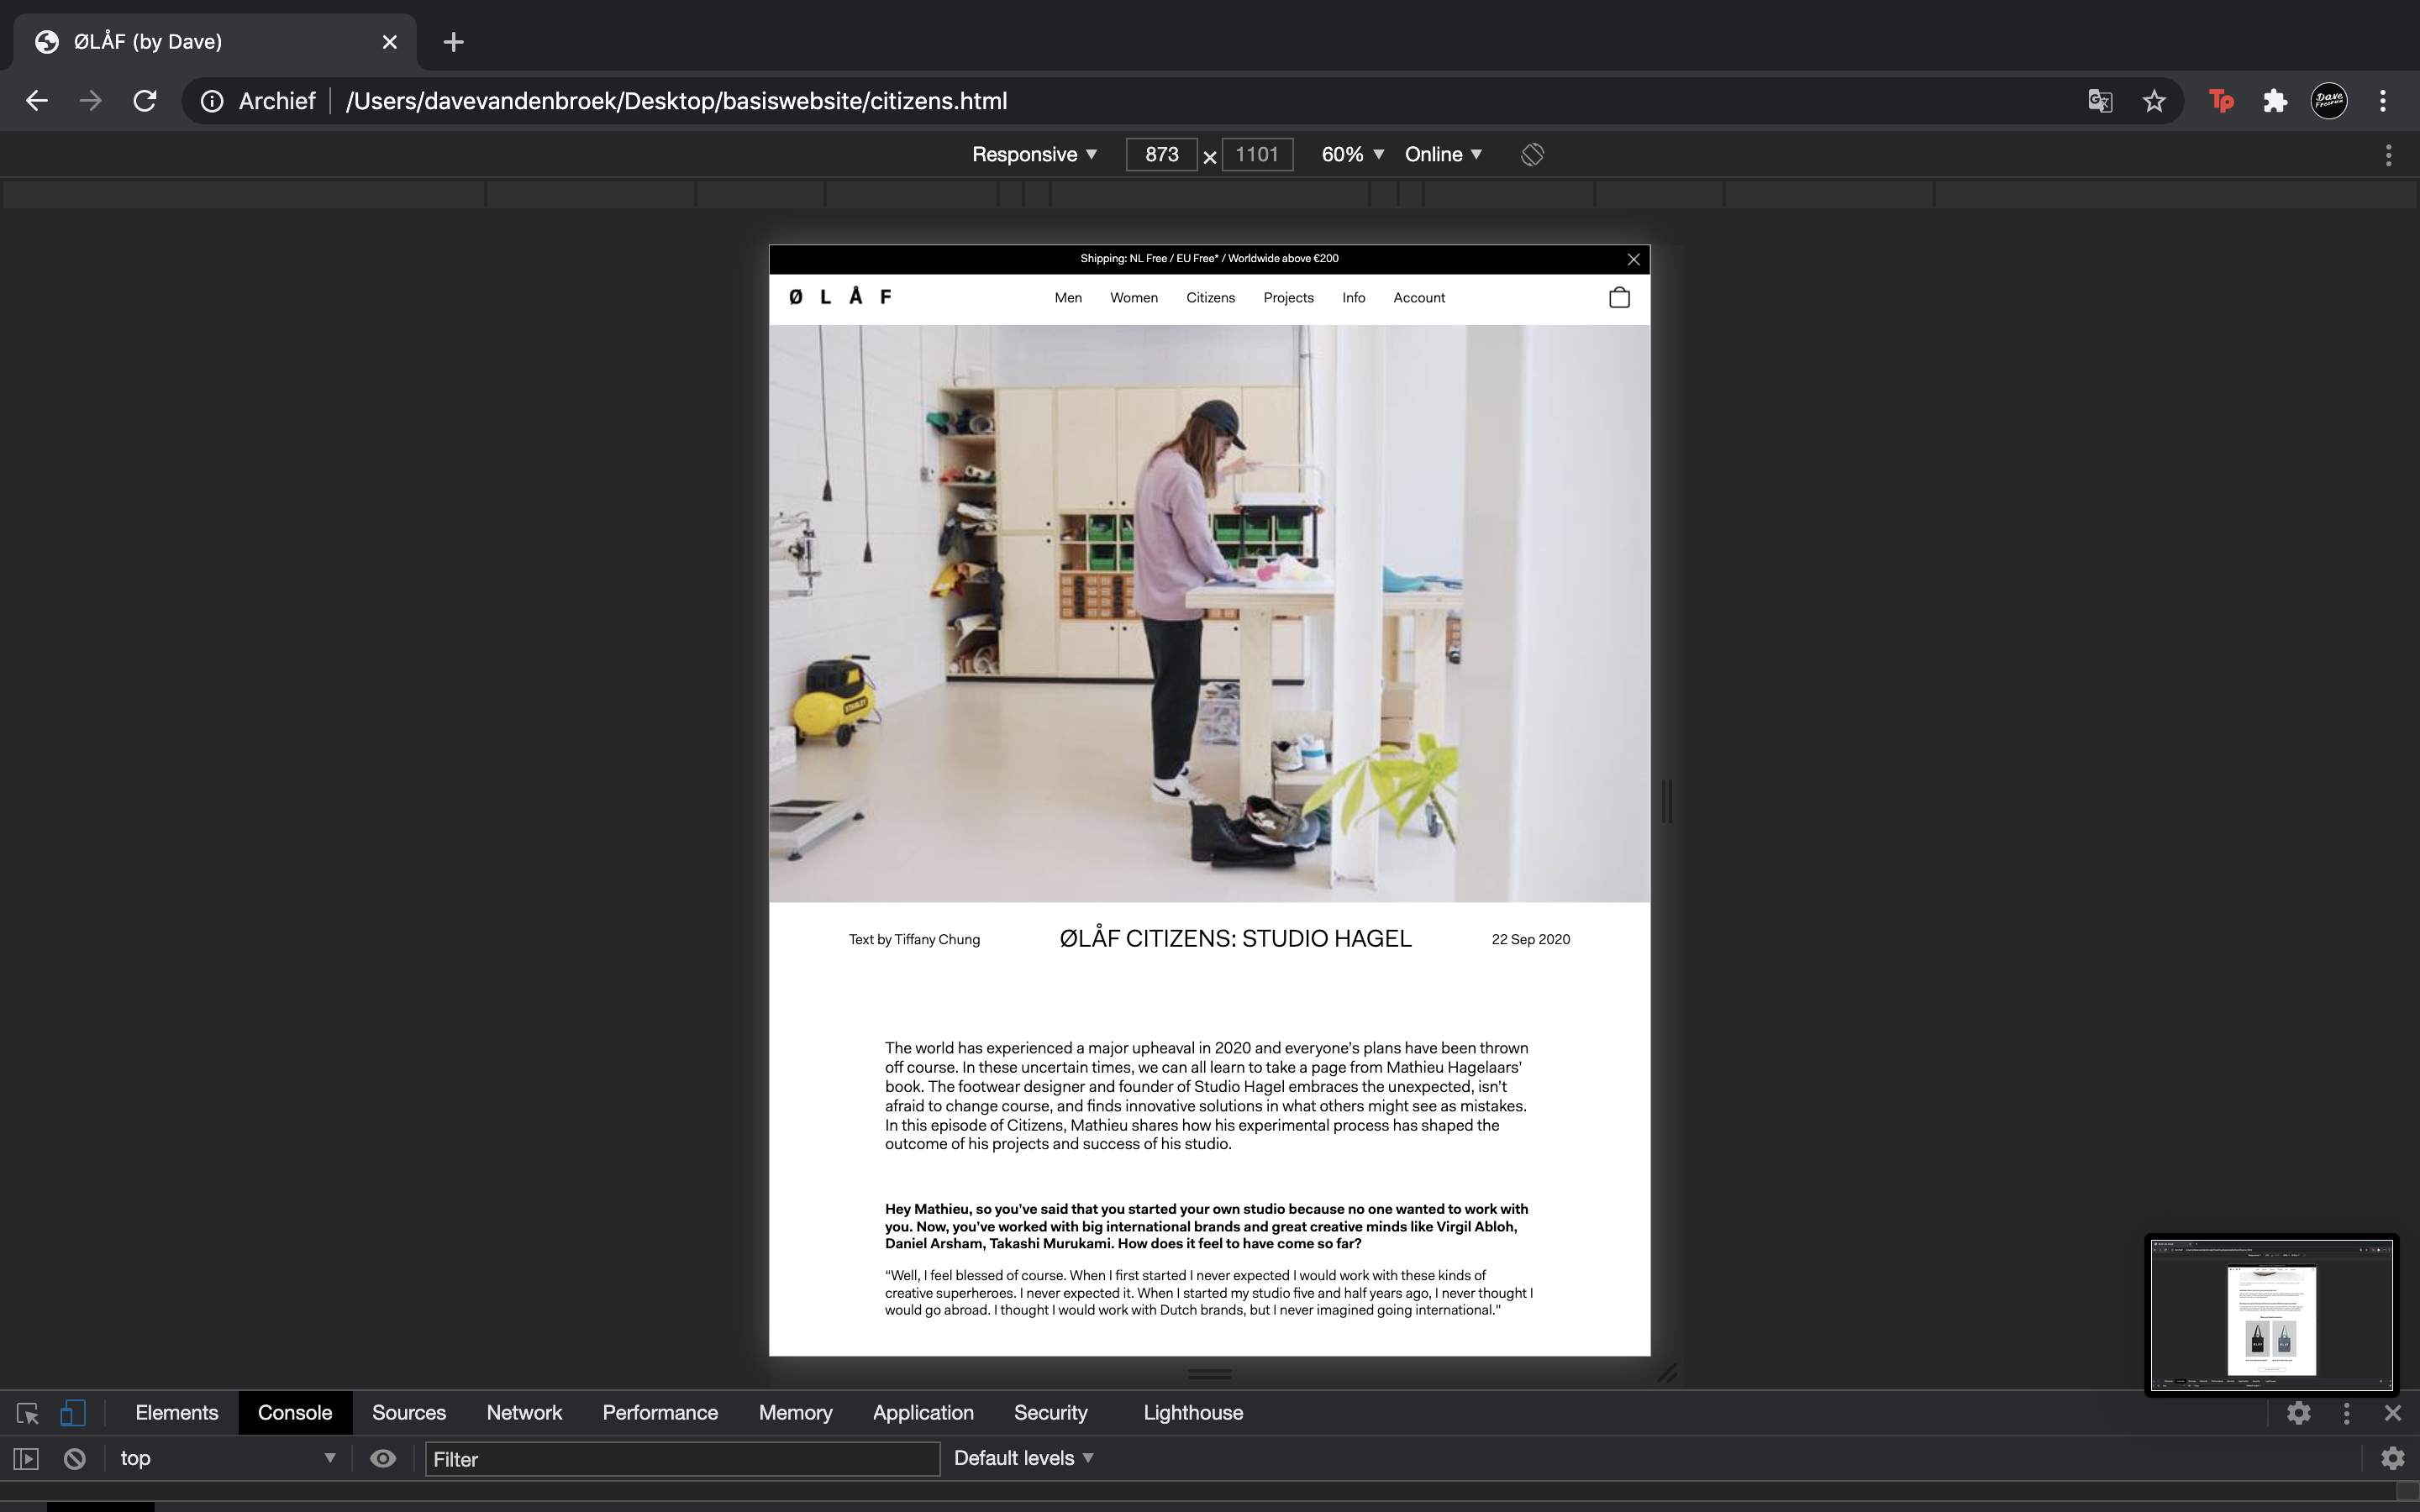 ØLÅF (by Dave)
Archief
/Users/davevandenbroek/Desktop/basiswebsite/citizens.html
Tp
Dave
Responsive
873 × 1101
60%
Online
Shipping: NL Free / EU Free* / Worldwide above €200
Ø L Å F
Men
Women
Citizens
Projects
Info
Account
STANLEY
Text by Tiffany Chung
ØLÅF CITIZENS: STUDIO HAGEL
22 Sep 2020
The world has experienced a major upheaval in 2020 and everyone's plans have been thrown
off course. In these uncertain times, we can all learn to take a page from Mathieu Hagelaars’
book. The footwear designer and founder of Studio Hagel embraces the unexpected, isn't
afraid to change course, and finds innovative solutions in what others might see as mistakes.
In this episode of Citizens, Mathieu shares how his experimental process has shaped the
outcome of his projects and success of his studio.
Hey Mathieu, so you’ve said that you started your own studio because no one wanted to work with
you. Now, you’ve worked with big international brands and great creative minds like Virgil Abloh,
Daniel Arsham, Takashi Murukami. How does it feel to have come so far?
“Well, I feel blessed of course. When I first started I never expected I would work with these kinds of
creative superheroes. I never expected it. When I started my studio five and half years ago, I never thought I
would go abroad. I thought I would work with Dutch brands, but I never imagined going international.”
Elements
Console
Sources
Network
Performance
Memory
Application
Security
Lighthouse
top
Filter
Default levels